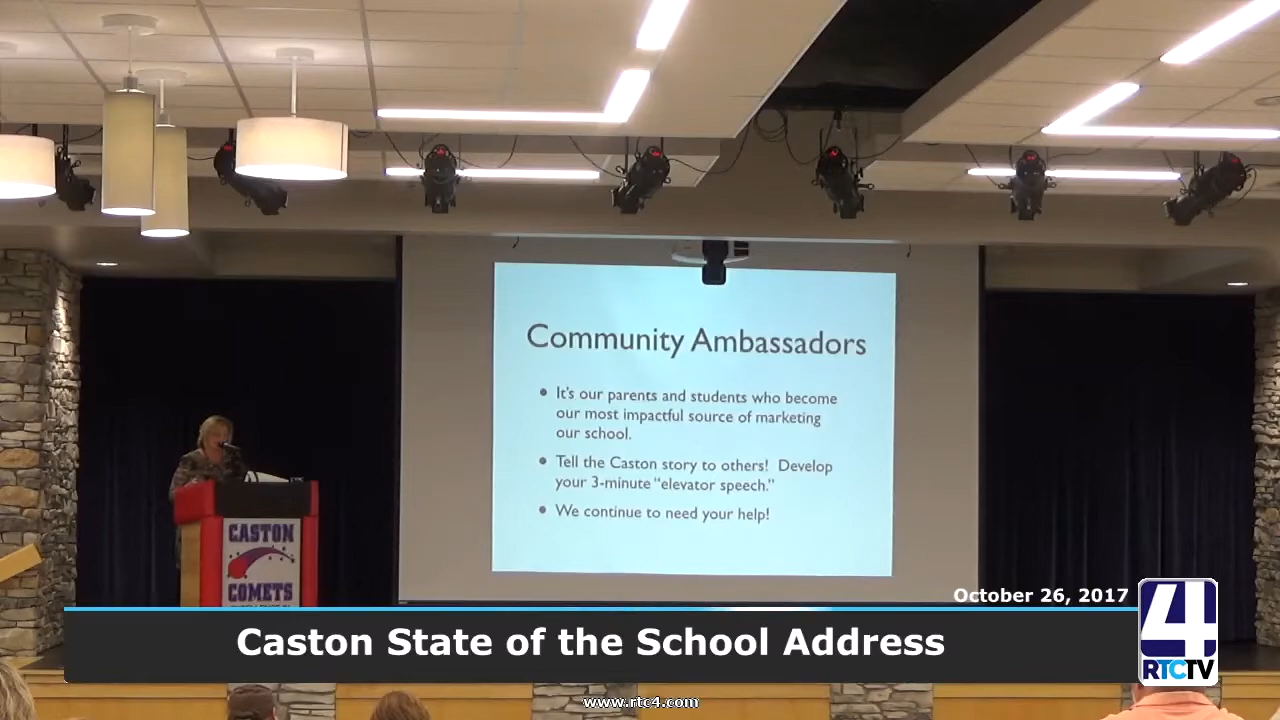 Community Ambassadors
• It's our parents and students who become
our most impactful source of marketing
our school.
• Tell the Caston story to others! Develop
your 3-minute "elevator speech."
• We continue to need your help!
CASTON
COMETS
October 26, 2017
Caston State of the School Address
4
RTCTV
www.rtc4.com